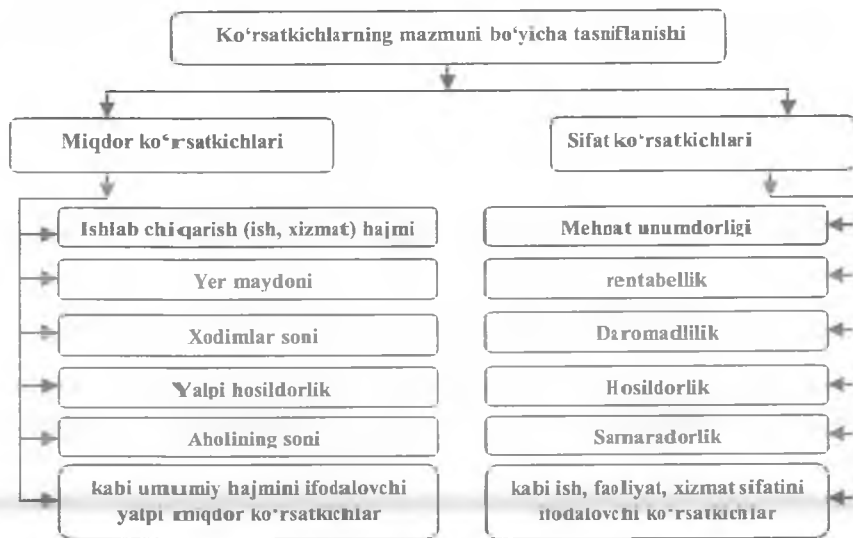 Ko‘rsatkichlarning mazmuni bo‘yicha tasniflanishi
Miqdor ko‘rsatkichlari
Sifat ko‘rsatkichlari
Ishlab chiqarish (ish, xizmat) hajmi
Yer maydoni
Xodimlar soni
Yalpi hosildorlik
Aholining soni
kabi umumiy hajmini ifodalovchi
yalpi miqdor ko‘rsatkichlar
Mehnat unumdorligi
rentabellik
Daromadlilik
Hosildorlik
Samaradorlik
kabi ish, faoliyat, xizmat sifatini
ifodalovchi ko‘rsatkichlar